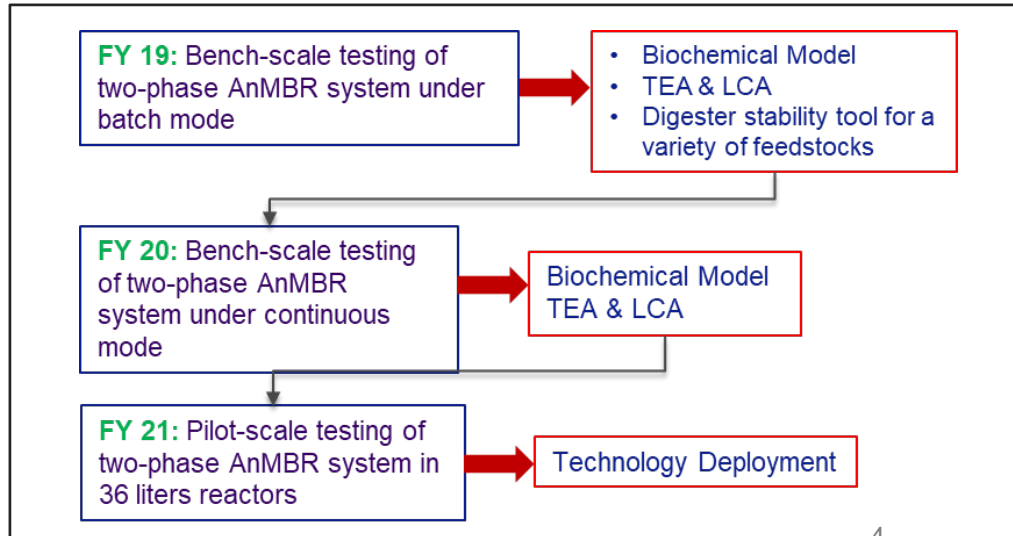 FY 19: Bench-scale testing of
two-phase AnMBR system under
batch mode
• Biochemical Model
• TEA & LCA
• Digester stability tool for a
variety of feedstocks
FY 20: Bench-scale testing
of two-phase AnMBR
system under continuous
mode
Biochemical Model
TEA & LCA
FY 21: Pilot-scale testing of
two-phase AnMBR system in
36 liters reactors
Technology Deployment